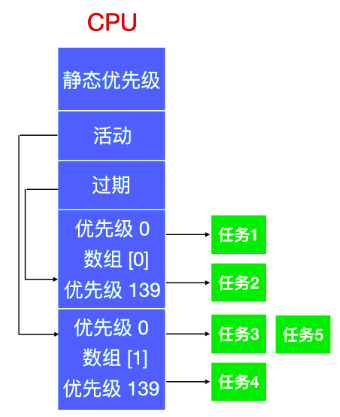 CPU
静态优先级
活动
过期
优先级 0
数组 [0]
优先级 139
优先级 0
数组 [1]
优先级 139
任务1
任务2
任务3 任务5
任务4